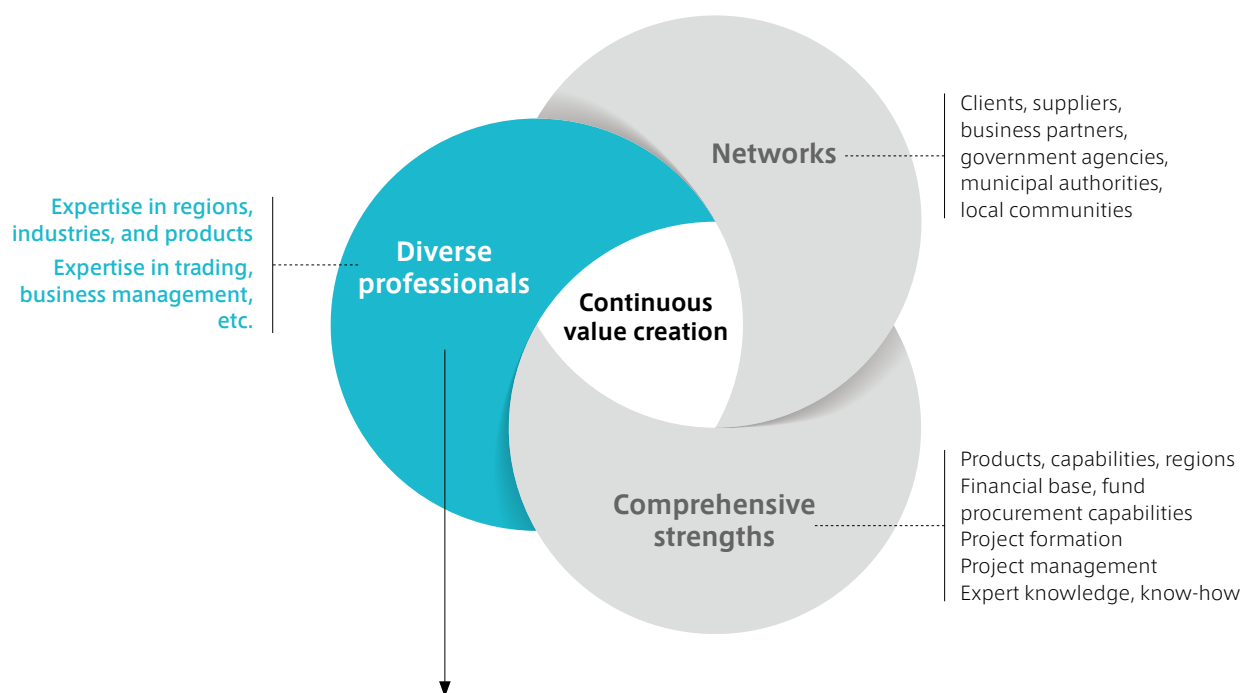 Networks
Clients, suppliers,
business partners,
government agencies,
municipal authorities,
local communities
Expertise in regions,
industries, and products
Expertise in trading,
business management,
etc.
Diverse
professionals
Continuous
value creation
Comprehensive
strengths
Products, capabilities, regions
Financial base, fund
procurement capabilities
Project formation
Project management
Expert knowledge, know-how